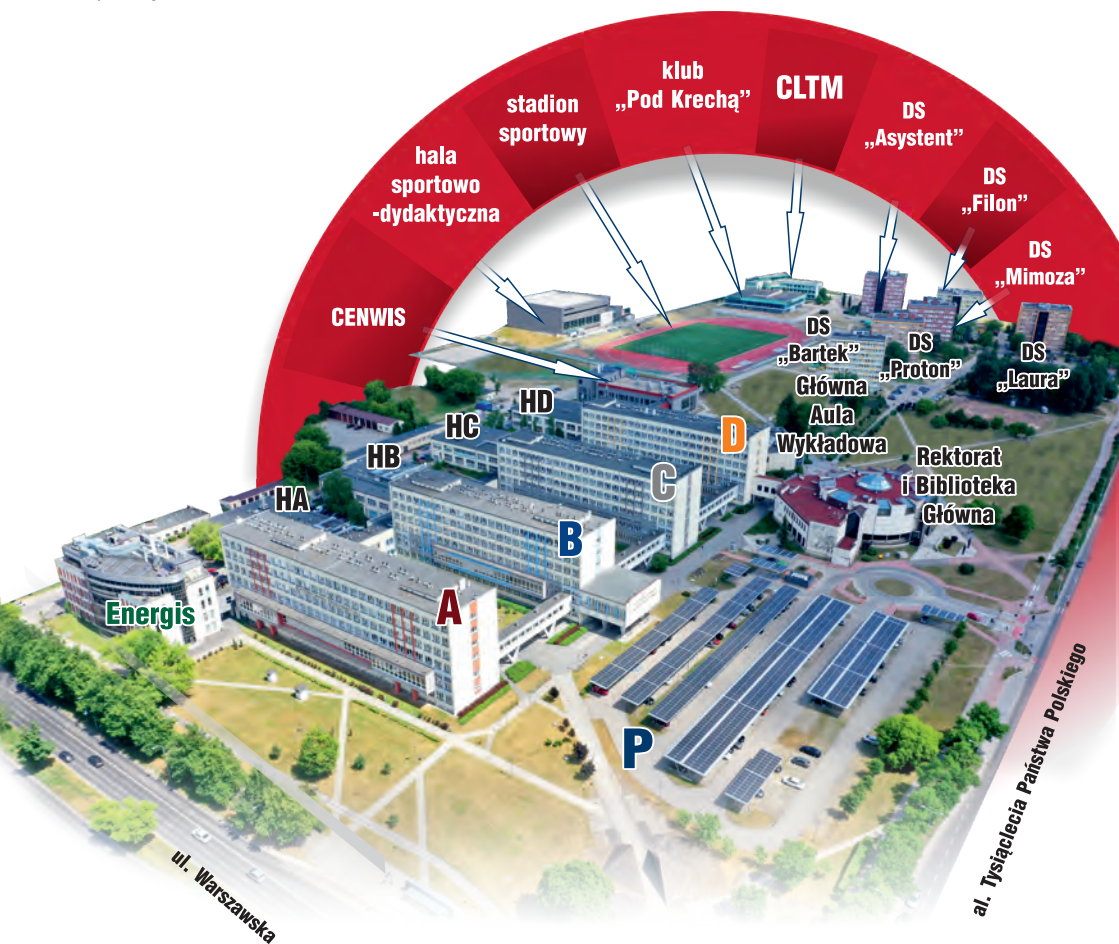 klub
„Pod Krechą”
CLTM
stadion
sportowy
DS
„Asystent”
hala
sportowo
-dydaktyczna
DS
„Filon”
DS
„Mimoza”
CENWIS
DS
„Bartek”
DS
„Proton”
DS
„Laura”
Główna
Aula
Wykładowa
HD
HC
HB
HA
D
C
B
A
Rektorat
i Biblioteka
Główna
Energis
P
ul. Warszawska
al. Tysiąclecia Państwa Polskiego